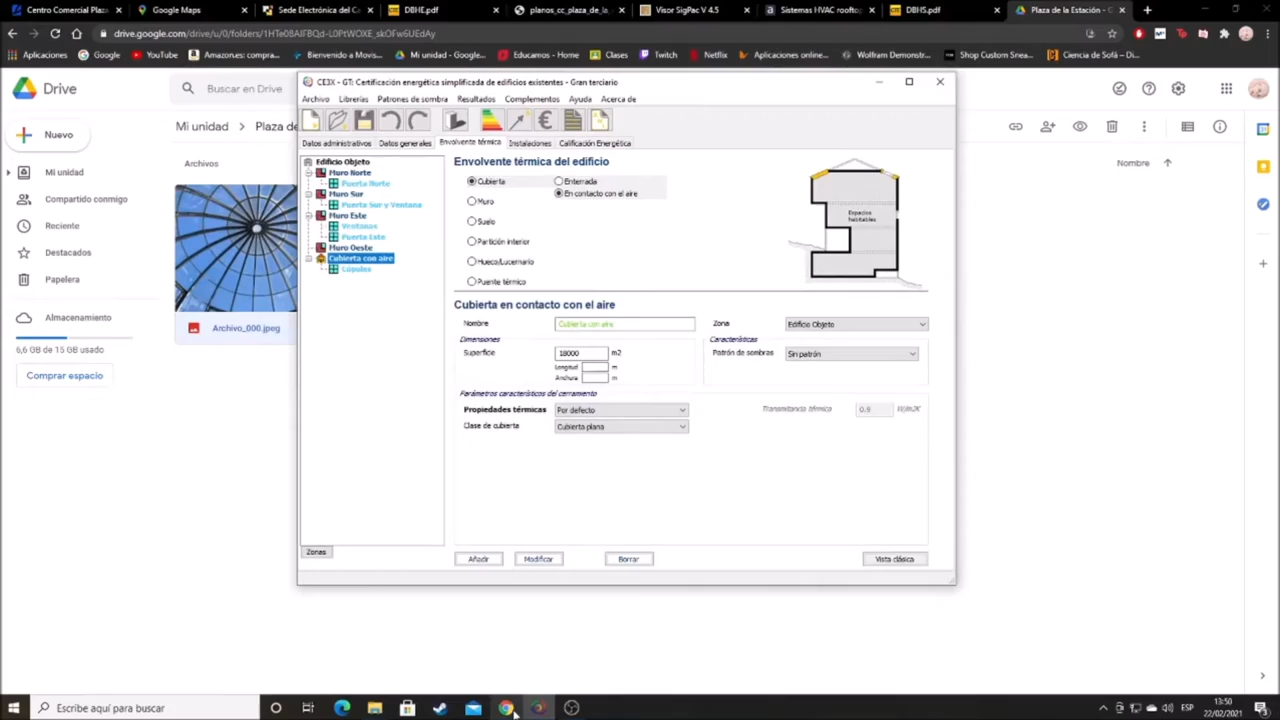 Centro Comercial Plaza
Google Maps
Sede Electrónica del Ca
DBHE.pdf
planos_cc_plaza_de_la_
Visor SigPac V 4.5
Sistemas HVAC rooftop
DBHS.pdf
Plaza de la Estación - G
drive.google.com/drive/u/0/folders/
Aplicaciones
Google
YouTube
Amazon.es: compra...
Bienvenido a Movis...
Mi unidad - Google...
Educamos - Home
Clases
Twitch
Netflix
Aplicaciones online...
Wolfram Demonstr...
Shop Custom Snea...
Ciencia de Sofá – Di...
Drive
Buscar en Drive
Nuevo
Mi unidad
Compartido conmigo
Reciente
Destacados
Papelera
Almacenamiento
6,6 GB de 15 GB usado
Comprar espacio
Mi unidad > Plaza de
Archivos
Archivo_000.jpeg
Nombre
CE3X - GT: Certificación energética simplificada de edificios existentes - Gran terciario
Archivo Librerías Patrones de sombra Resultados Complementos Ayuda Acerca de
Datos administrativos Datos generales Envolvente térmica Instalaciones Calificación Energética
Edificio Objeto
Muro Norte
Puerta Norte
Muro Sur
Puerta Sur y Ventana
Muro Este
Ventanas
Puerta Este
Muro Oeste
Cubierta con aire
Cúpulas
Zonas
Envolvente térmica del edificio
Cubierta
Enterrada
En contacto con el aire
Muro
Suelo
Partición interior
Hueco/Lucernario
Puente térmico
Espacios
habitables
Cubierta en contacto con el aire
Nombre Cubierta con aire
Zona Edificio Objeto
Dimensiones
Características
Superficie 18000 m2
Patrón de sombras Sin patrón
Longitud m
Anchura m
Parámetros característicos del cerramiento
Propiedades térmicas Por defecto
Transmitancia térmica 0.9 W/m2K
Clase de cubierta Cubierta plana
Añadir
Modificar
Borrar
Vista clásica
Escribe aquí para buscar
ESP
13:50
22/02/2021